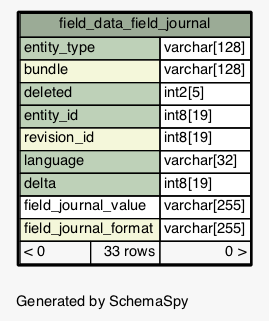 field_data_field_journal
entity_type varchar[128]
bundle varchar[128]
deleted int2[5]
entity_id int8[19]
revision_id int8[19]
language varchar[32]
delta int8[19]
field_journal_value varchar[255]
field_journal_format varchar[255]
< 0 33 rows 0 >
Generated by SchemaSpy